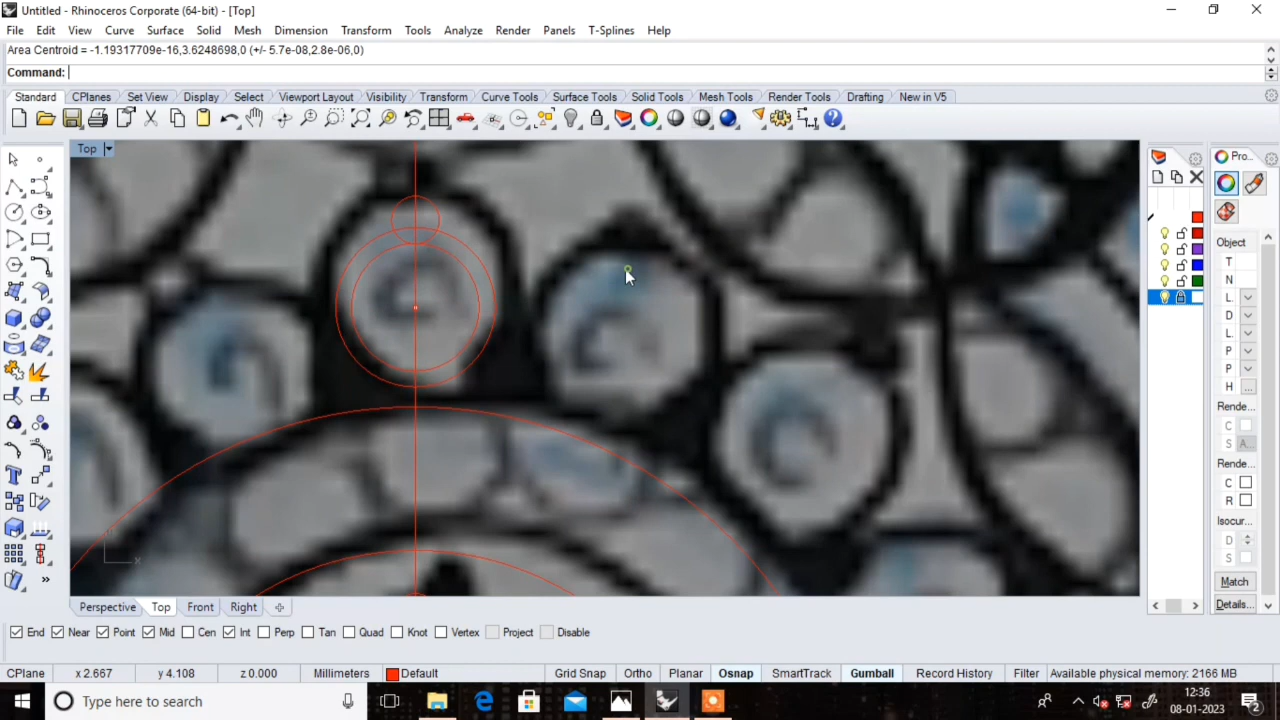 Untitled - Rhinoceros Corporate (64-bit) - [Top]
File Edit View Curve Surface Solid Mesh Dimension Transform Tools Analyze Render Panels T-Splines Help
Area Centroid = -1.19317709e-16,3.6248698,0 (+/- 5.7e-08,2.8e-06,0)
Command:
Standard CPlanes Set View Display Select Viewport Layout Visibility Transform Curve Tools Surface Tools Solid Tools Mesh Tools Render Tools Drafting New in V5
Top
Pro...
Object
T
N
L.
D
L.
P
P
H ...
Rende...
C
S A...
Rende...
C
R
Isocur...
D
S
Match
Details...
x
Perspective Top Front Right
End Near Point Mid Cen Int Perp Tan Quad Knot Vertex Project Disable
CPlane x 2.667 y 4.108 z 0.000 Millimeters Default Grid Snap Ortho Planar Osnap SmartTrack Gumball Record History Filter Available physical memory: 2166 MB
Type here to search
12:36
08-01-2023
2